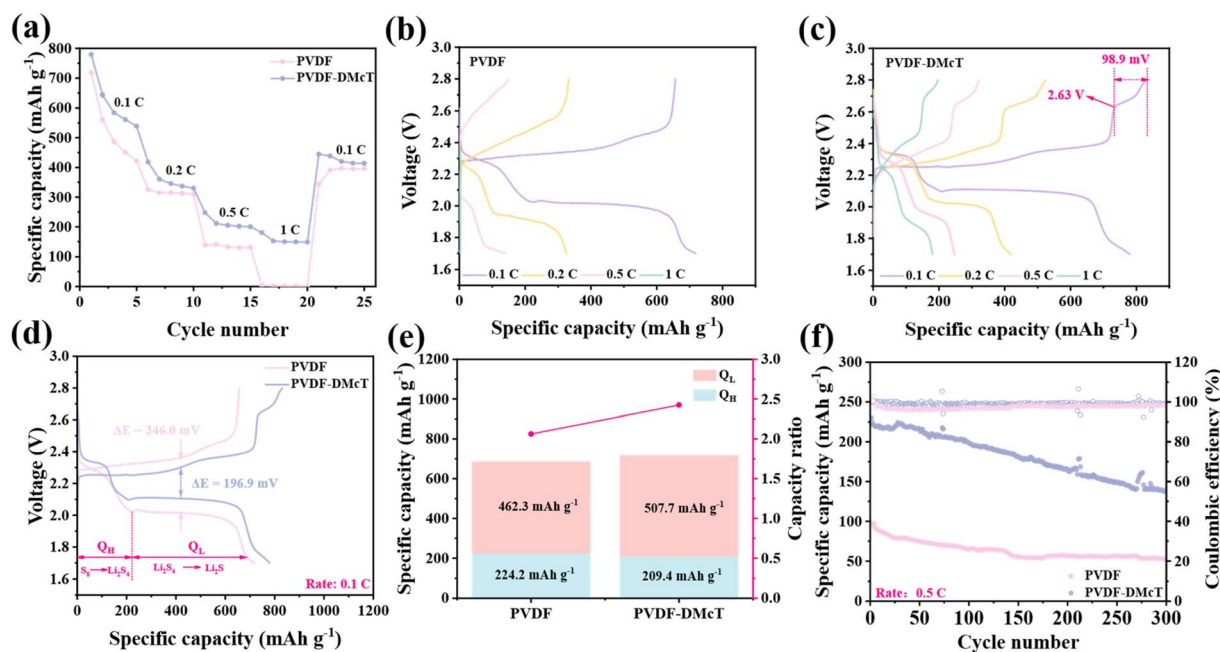 (a)
800
700
600
500
400
300
200
100
0
0
5
10
15
20
25
Specific capacity (mAh g⁻¹)
Cycle number
PVDF
PVDF-DMcT
0.1 C
0.2 C
0.5 C
1 C
0.1 C
(b)
3.0
2.8
2.6
2.4
2.2
2.0
1.8
1.6
0
200
400
600
800
1000
Voltage (V)
Specific capacity (mAh g⁻¹)
PVDF
0.1 C 0.2 C 0.5 C 1 C
(c)
3.0
2.8
2.6
2.4
2.2
2.0
1.8
1.6
0
200
400
600
800
1000
Voltage (V)
Specific capacity (mAh g⁻¹)
PVDF-DMcT
98.9 mV
2.63 V
0.1 C 0.2 C 0.5 C 1 C
(d)
3.0
2.8
2.6
2.4
2.2
2.0
1.8
1.6
1.4
0
200
400
600
800
1000
1200
Voltage (V)
Specific capacity (mAh g⁻¹)
PVDF
PVDF-DMcT
ΔE = 346.0 mV
ΔE = 196.9 mV
Q_H
Q_L
S₈ → Li₂S₄
Li₂S₄ → Li₂S
Rate: 0.1 C
(e)
1200
1000
900
800
700
600
400
200
0
3.0
2.5
2.0
1.5
1.0
0.5
0.0
Specific capacity (mAh g⁻¹)
Capacity ratio
Q_L
Q_H
462.3 mAh g⁻¹
507.7 mAh g⁻¹
224.2 mAh g⁻¹
209.4 mAh g⁻¹
PVDF
PVDF-DMcT
(f)
300
250
200
150
100
50
0
120
100
80
60
40
20
0
0
50
100
150
200
250
300
Specific capacity (mAh g⁻¹)
Coulombic efficiency (%)
Cycle number
PVDF
PVDF-DMcT
Rate: 0.5 C